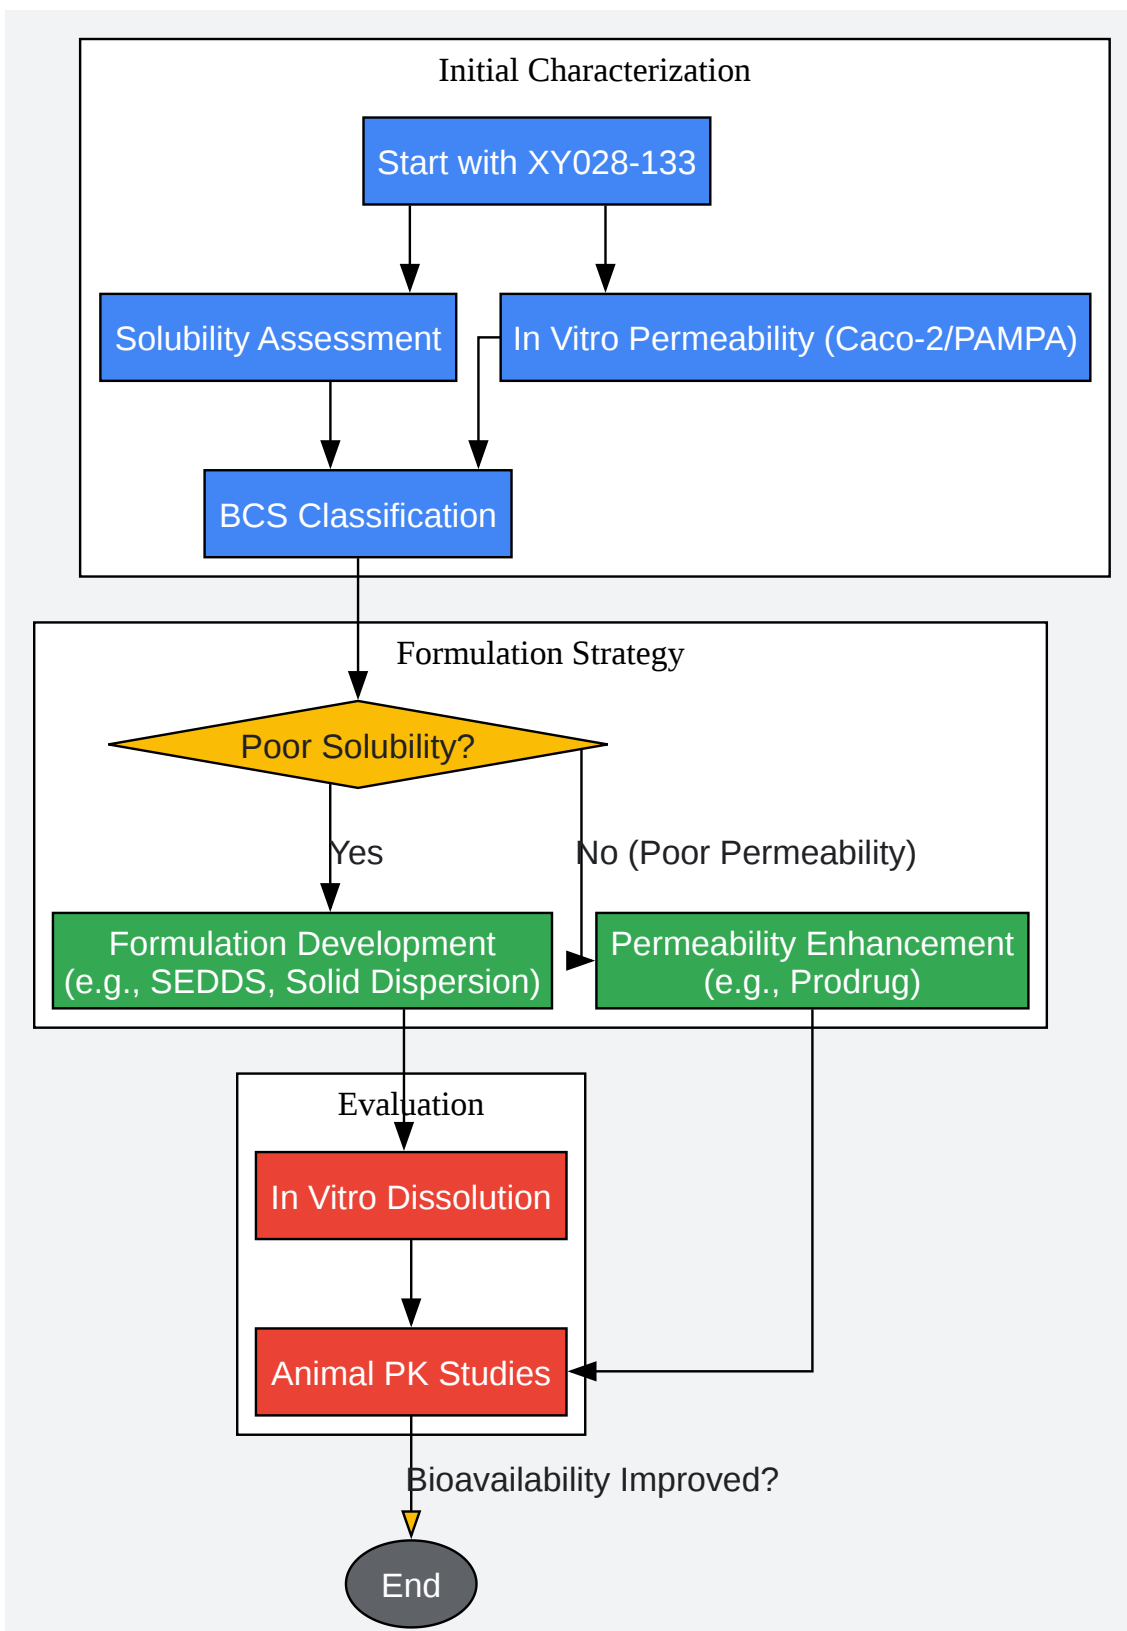 Initial Characterization
Start with XY028-133
Solubility Assessment
In Vitro Permeability (Caco-2/PAMPA)
BCS Classification
Formulation Strategy
Poor Solubility?
Yes
No (Poor Permeability)
Formulation Development
(e.g., SEDDS, Solid Dispersion)
Permeability Enhancement
(e.g., Prodrug)
Evaluation
In Vitro Dissolution
Animal PK Studies
Bioavailability Improved?
End